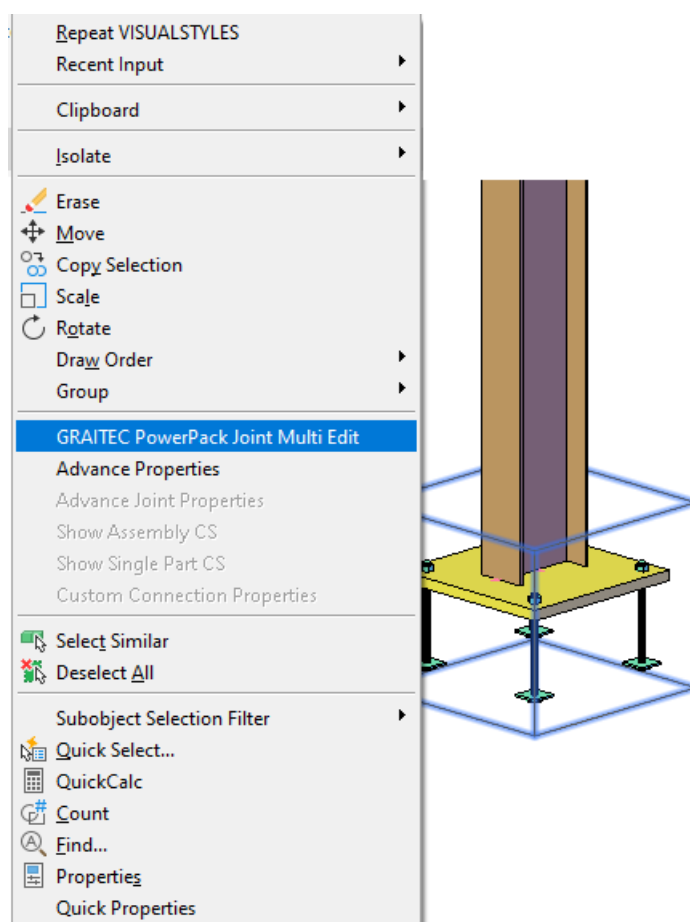 Repeat VISUALSTYLES
Recent Input
Clipboard
Isolate
Erase
Move
Copy Selection
Scale
Rotate
Draw Order
Group
GRAITEC PowerPack Joint Multi Edit
Advance Properties
Advance Joint Properties
Show Assembly CS
Show Single Part CS
Custom Connection Properties
Select Similar
Deselect All
Subobject Selection Filter
Quick Select...
QuickCalc
Count
Find...
Properties
Quick Properties